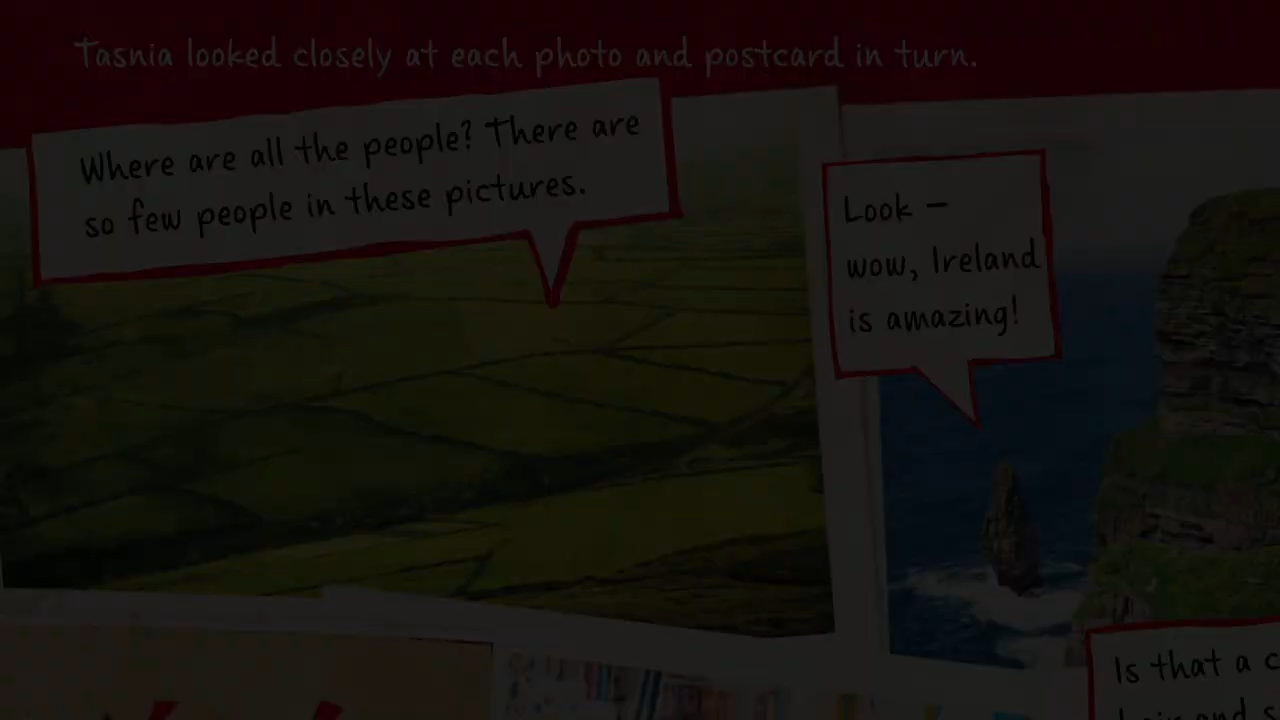 Tasnia looked closely at each photo and postcard in turn.
Where are all the people? There are
so few people in these pictures.
Look –
wow, Ireland
is amazing!
Is that a